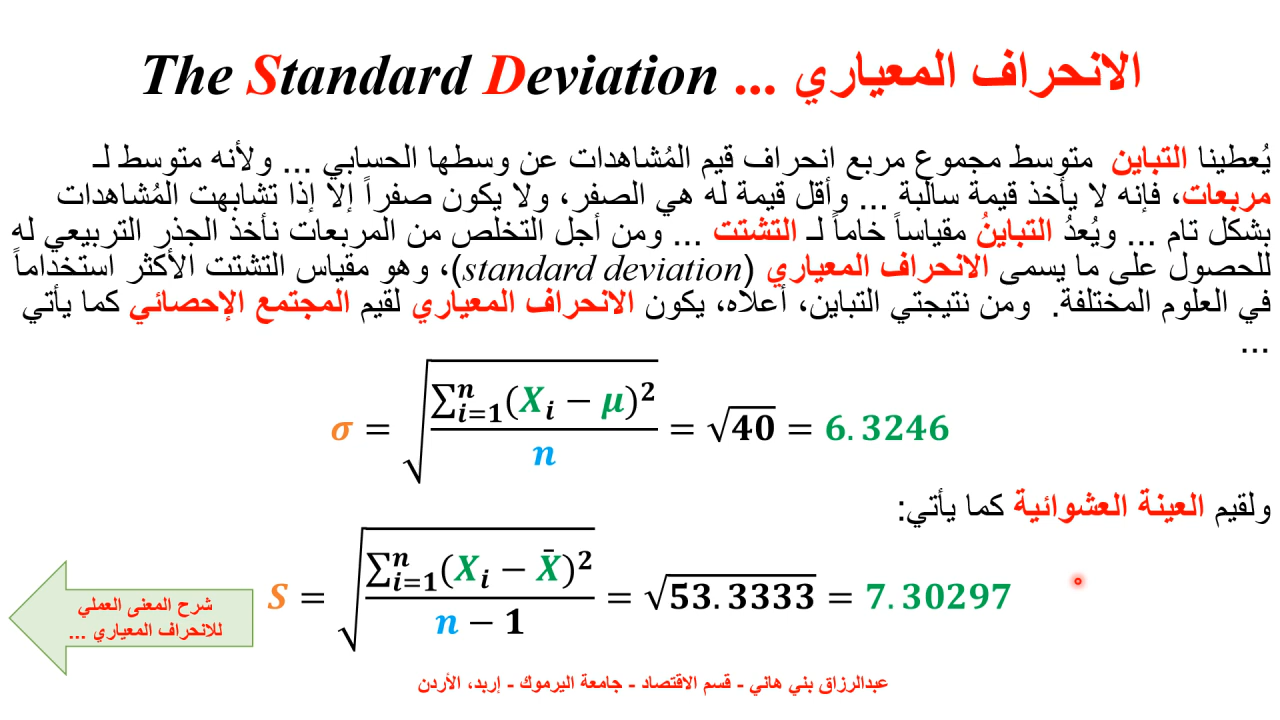 الانحراف المعياري ... The Standard Deviation
يُعطينا التباين متوسط مجموع مربع انحراف قيم المُشاهدات عن وسطها الحسابي ... ولأنه متوسط لـ
مربعات، فإنه لا يأخذ قيمة سالبة ... وأقل قيمة له هي الصفر، ولا يكون صفراً إلا إذا تشابهت المُشاهدات
بشكل تام ... ويُعدُ التباينُ مقياساً خاماً لـ التشتت ... ومن أجل التخلص من المربعات نأخذ الجذر التربيعي له
للحصول على ما يسمى الانحراف المعياري (standard deviation)، وهو مقياس التشتت الأكثر استخداماً
في العلوم المختلفة. ومن نتيجتي التباين، أعلاه، يكون الانحراف المعياري لقيم المجتمع الإحصائي كما يأتي
...
σ = √(∑ᵢ₌₁ⁿ(Xᵢ − μ)² / n) = √40 = 6.3246
ولقيم العينة العشوائية كما يأتي:
S = √(∑ᵢ₌₁ⁿ(Xᵢ − X̄)² / n − 1) = √53.3333 = 7.30297
شرح المعنى العملي
للانحراف المعياري ...
عبدالرزاق بني هاني - قسم الاقتصاد - جامعة اليرموك - إربد، الأردن